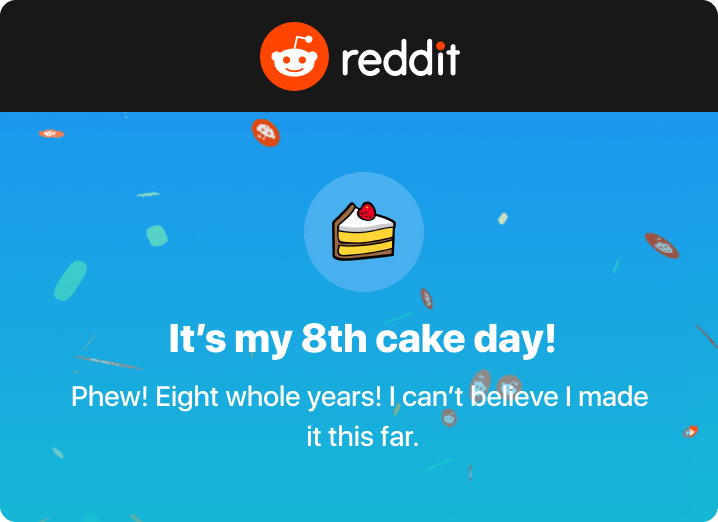 reddit
It’s my 8th cake day!
Phew! Eight whole years! I can’t believe I made
it this far.